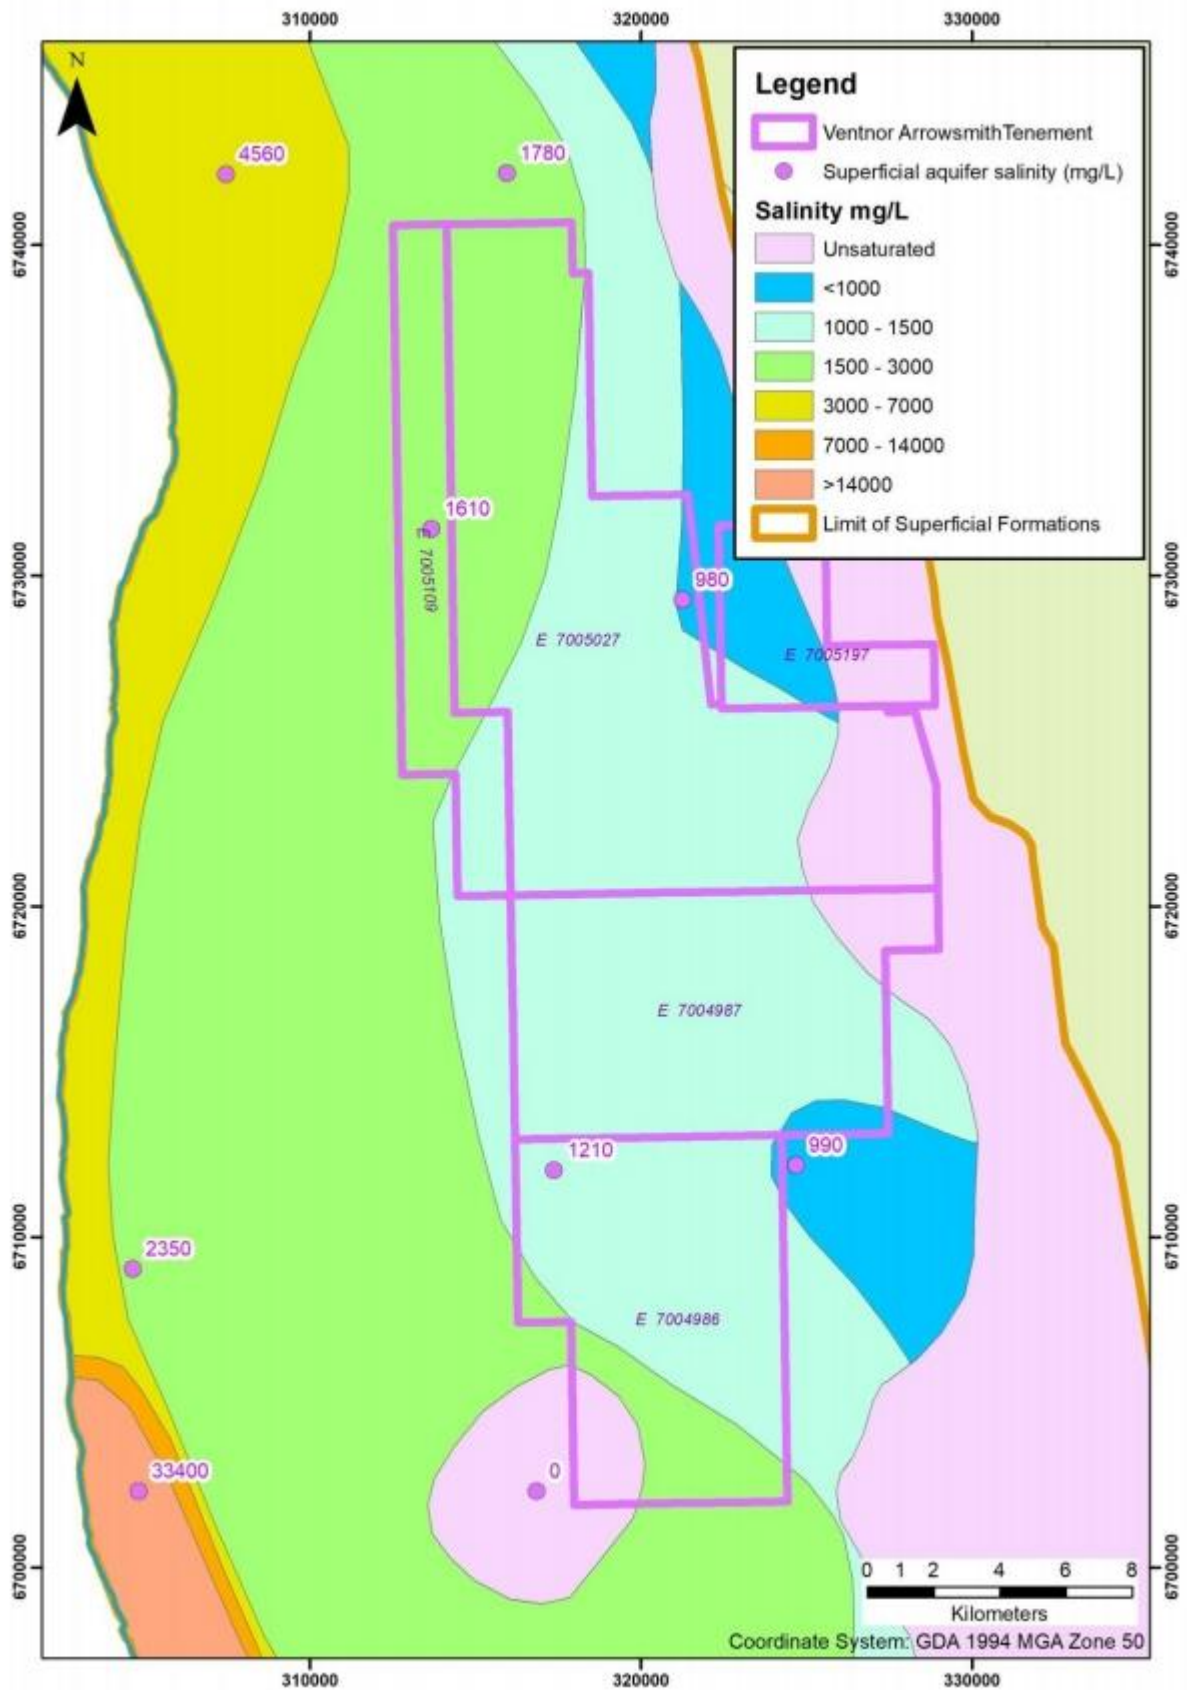 310000
320000
330000
N
4560
1780
Legend
Ventnor ArrowsmithTenement
Superficial aquifer salinity (mg/L)
Salinity mg/L
Unsaturated
<1000
1000 - 1500
1500 - 3000
3000 - 7000
7000 - 14000
>14000
Limit of Superficial Formations
6740000
6740000
1610
E 7005109
6730000
6730000
980
E 7005027
E 7005197
6720000
6720000
E 7004987
1210
990
6710000
6710000
2350
E 7004986
33400
0
6700000
6700000
0 1 2 4 6 8
Kilometers
Coordinate System: GDA 1994 MGA Zone 50
310000
320000
330000